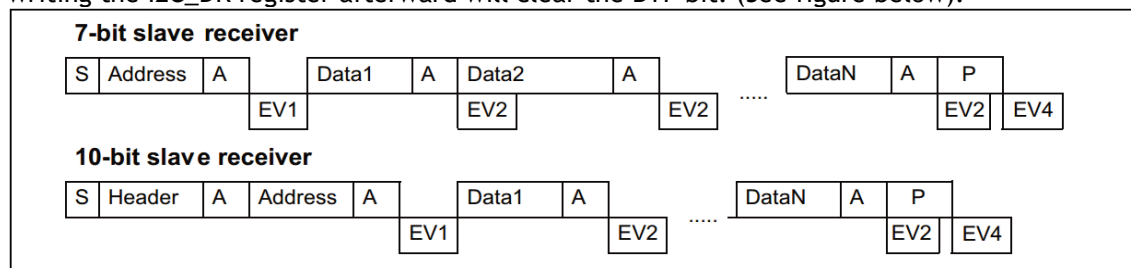 writing the I2C_DR register afterward will clear the BTF bit. (see figure below).
7-bit slave receiver
S Address A Data1 A Data2 A DataN A P
EV1 EV2 EV2 ..... EV2 EV4
10-bit slave receiver
S Header A Address A Data1 A DataN A P
EV1 EV2 ..... EV2 EV4